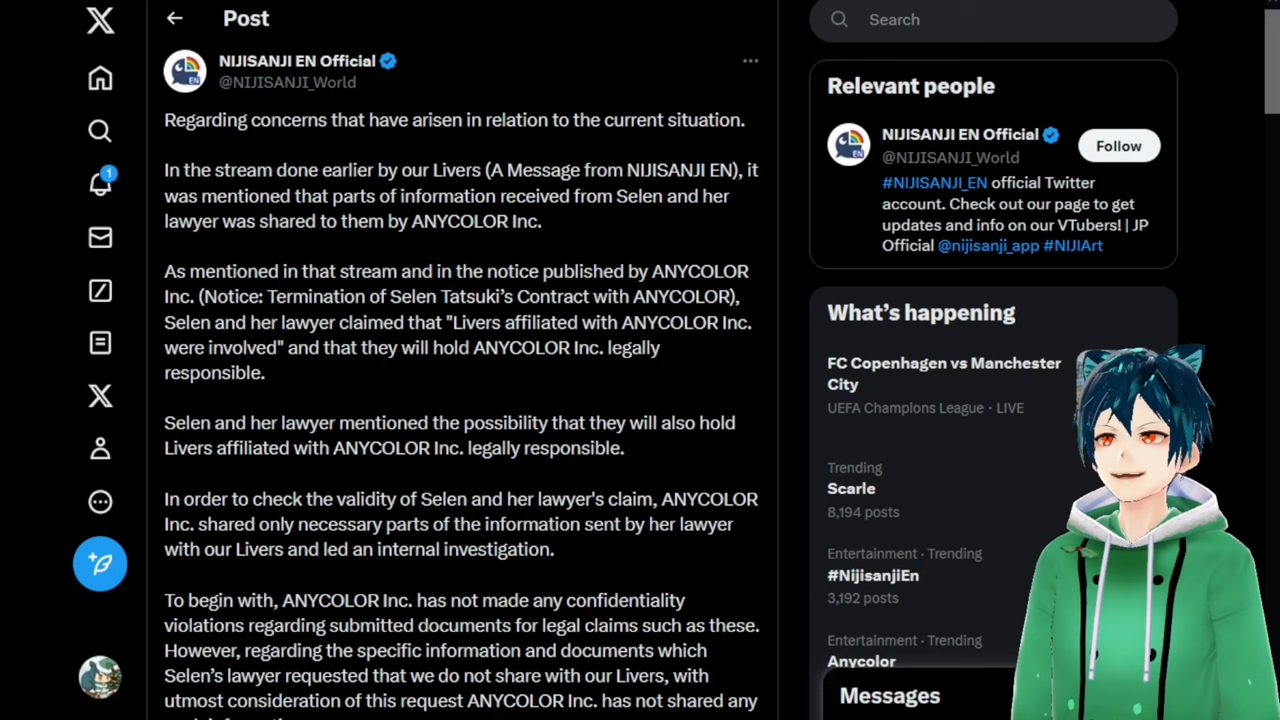 Post
NIJISANJI EN Official
@NIJISANJI_World
Regarding concerns that have arisen in relation to the current situation.
In the stream done earlier by our Livers (A Message from NIJISANJI EN), it
was mentioned that parts of information received from Selen and her
lawyer was shared to them by ANYCOLOR Inc.
As mentioned in that stream and in the notice published by ANYCOLOR
Inc. (Notice: Termination of Selen Tatsuki’s Contract with ANYCOLOR),
Selen and her lawyer claimed that "Livers affiliated with ANYCOLOR Inc.
were involved" and that they will hold ANYCOLOR Inc. legally
responsible.
Selen and her lawyer mentioned the possibility that they will also hold
Livers affiliated with ANYCOLOR Inc. legally responsible.
In order to check the validity of Selen and her lawyer's claim, ANYCOLOR
Inc. shared only necessary parts of the information sent by her lawyer
with our Livers and led an internal investigation.
To begin with, ANYCOLOR Inc. has not made any confidentiality
violations regarding submitted documents for legal claims such as these.
However, regarding the specific information and documents which
Selen’s lawyer requested that we do not share with our Livers, with
utmost consideration of this request ANYCOLOR Inc. has not shared any
Search
Relevant people
NIJISANJI EN Official
@NIJISANJI_World
Follow
#NIJISANJI_EN official Twitter
account. Check out our page to get
updates and info on our VTubers! | JP
Official @nijisanji_app #NIJIArt
What’s happening
FC Copenhagen vs Manchester
City
UEFA Champions League · LIVE
Trending
Scarle
8,194 posts
Entertainment · Trending
#NijisanjiEn
3,192 posts
Entertainment · Trending
Anycolor
Messages
1
EN
EN